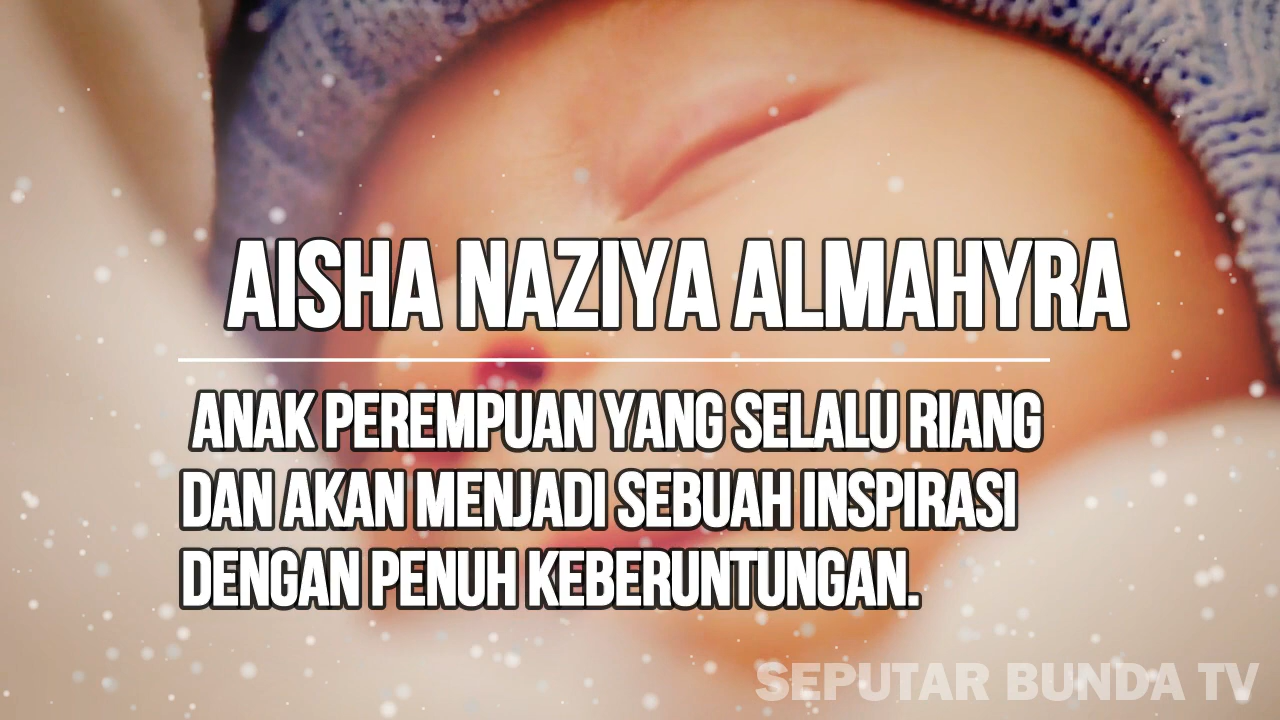 AISHA NAZIYA ALMAHYRA
ANAK PEREMPUAN YANG SELALU RIANG
DAN AKAN MENJADI SEBUAH INSPIRASI
DENGAN PENUH KEBERUNTUNGAN.
SEPUTAR BUNDA TV